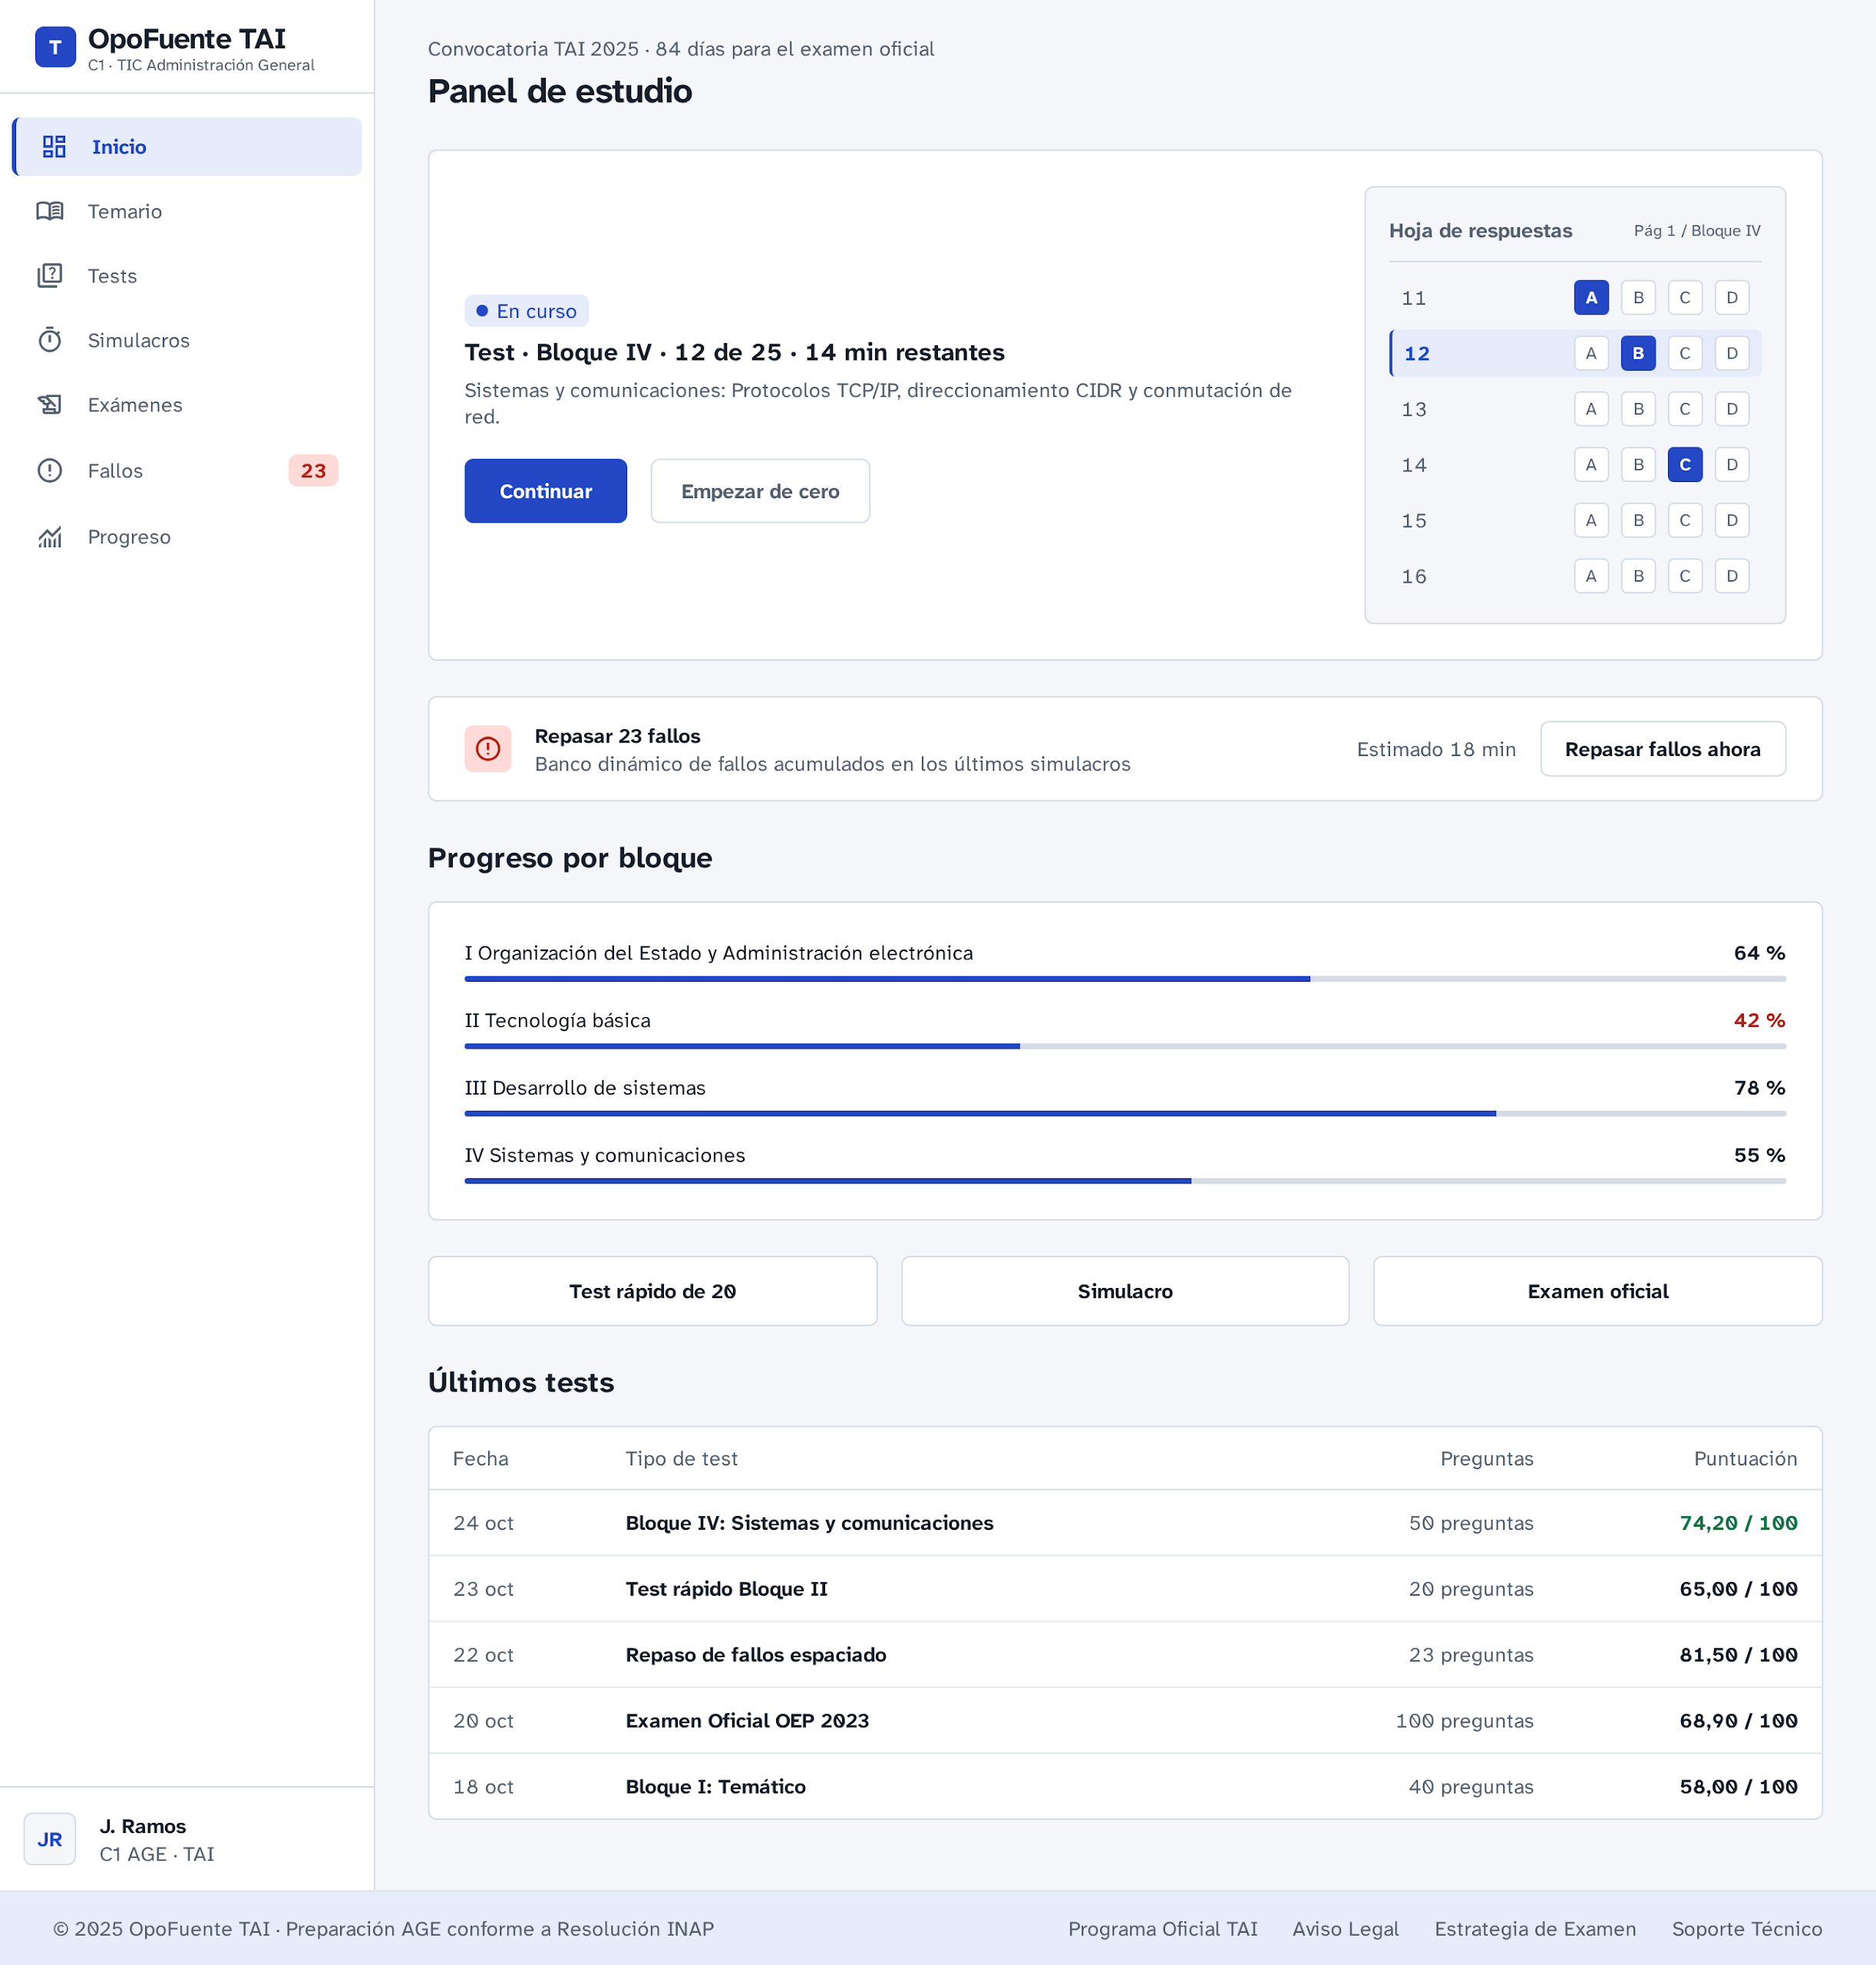 T
OpoFuente TAI
C1 · TIC Administración General
Inicio
Temario
Tests
Simulacros
Exámenes
Fallos 23
Progreso
JR
J. Ramos
C1 AGE · TAI
Convocatoria TAI 2025 · 84 días para el examen oficial
Panel de estudio
En curso
Test · Bloque IV · 12 de 25 · 14 min restantes
Sistemas y comunicaciones: Protocolos TCP/IP, direccionamiento CIDR y conmutación de
red.
Continuar
Empezar de cero
Hoja de respuestas Pág 1 / Bloque IV
11 A B C D
12 A B C D
13 A B C D
14 A B C D
15 A B C D
16 A B C D
Repasar 23 fallos
Banco dinámico de fallos acumulados en los últimos simulacros
Estimado 18 min
Repasar fallos ahora
Progreso por bloque
I Organización del Estado y Administración electrónica 64 %
II Tecnología básica 42 %
III Desarrollo de sistemas 78 %
IV Sistemas y comunicaciones 55 %
Test rápido de 20
Simulacro
Examen oficial
Últimos tests
Fecha Tipo de test Preguntas Puntuación
24 oct Bloque IV: Sistemas y comunicaciones 50 preguntas 74,20 / 100
23 oct Test rápido Bloque II 20 preguntas 65,00 / 100
22 oct Repaso de fallos espaciado 23 preguntas 81,50 / 100
20 oct Examen Oficial OEP 2023 100 preguntas 68,90 / 100
18 oct Bloque I: Temático 40 preguntas 58,00 / 100
© 2025 OpoFuente TAI · Preparación AGE conforme a Resolución INAP
Programa Oficial TAI Aviso Legal Estrategia de Examen Soporte Técnico